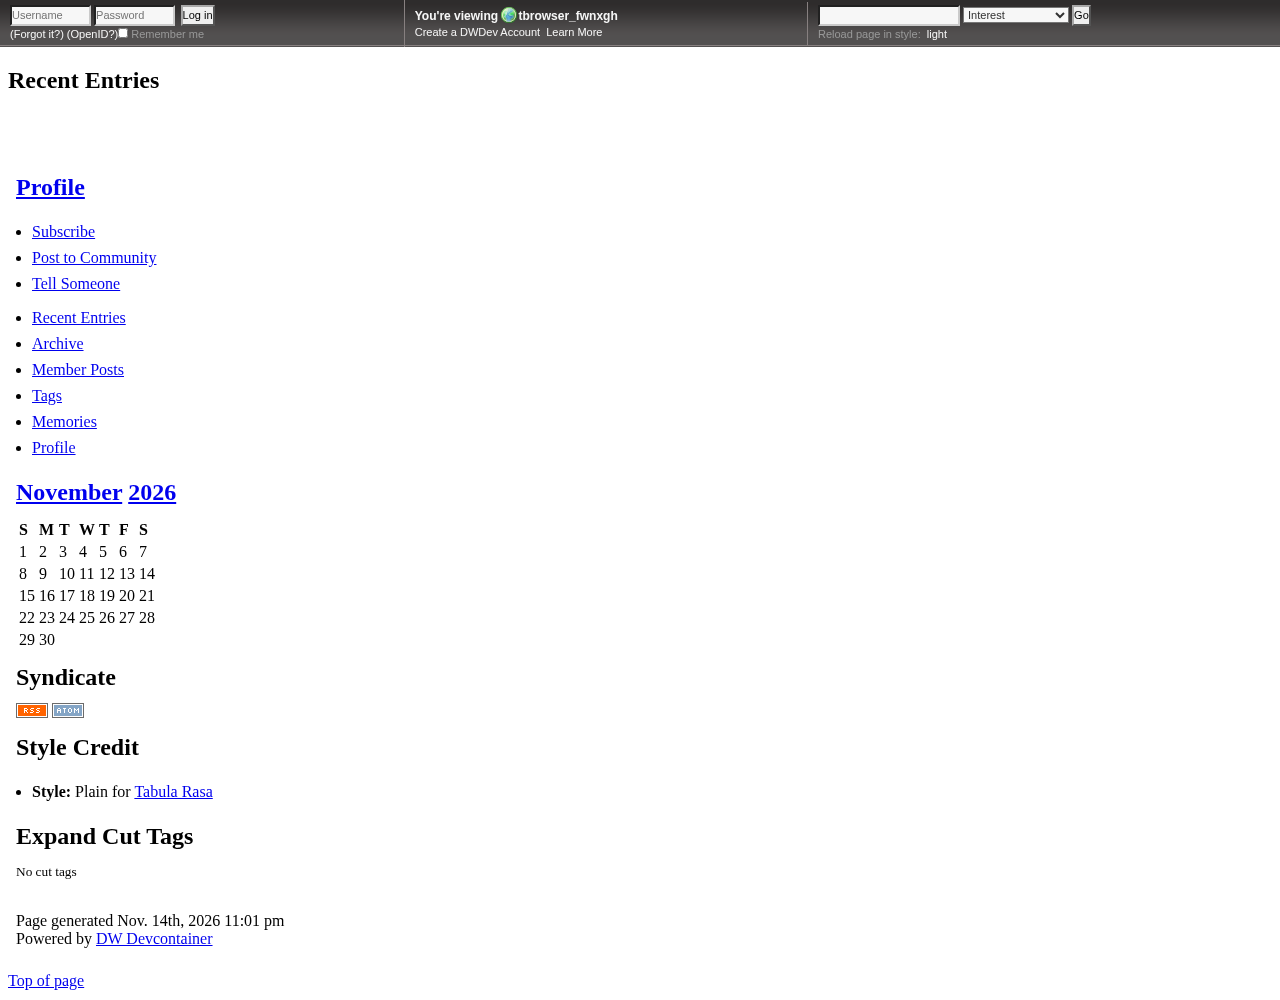 Username Password Log in
(Forgot it?) (OpenID?) Remember me
You're viewing tbrowser_fwnxgh
Create a DWDev Account Learn More
Interest Go
Reload page in style: light
Recent Entries
Profile
Subscribe
Post to Community
Tell Someone
Recent Entries
Archive
Member Posts
Tags
Memories
Profile
November 2026
S M T W T F S
1 2 3 4 5 6 7
8 9 10 11 12 13 14
15 16 17 18 19 20 21
22 23 24 25 26 27 28
29 30
Syndicate
RSS ATOM
Style Credit
Style: Plain for Tabula Rasa
Expand Cut Tags
No cut tags
Page generated Nov. 14th, 2026 11:01 pm
Powered by DW Devcontainer
Top of page